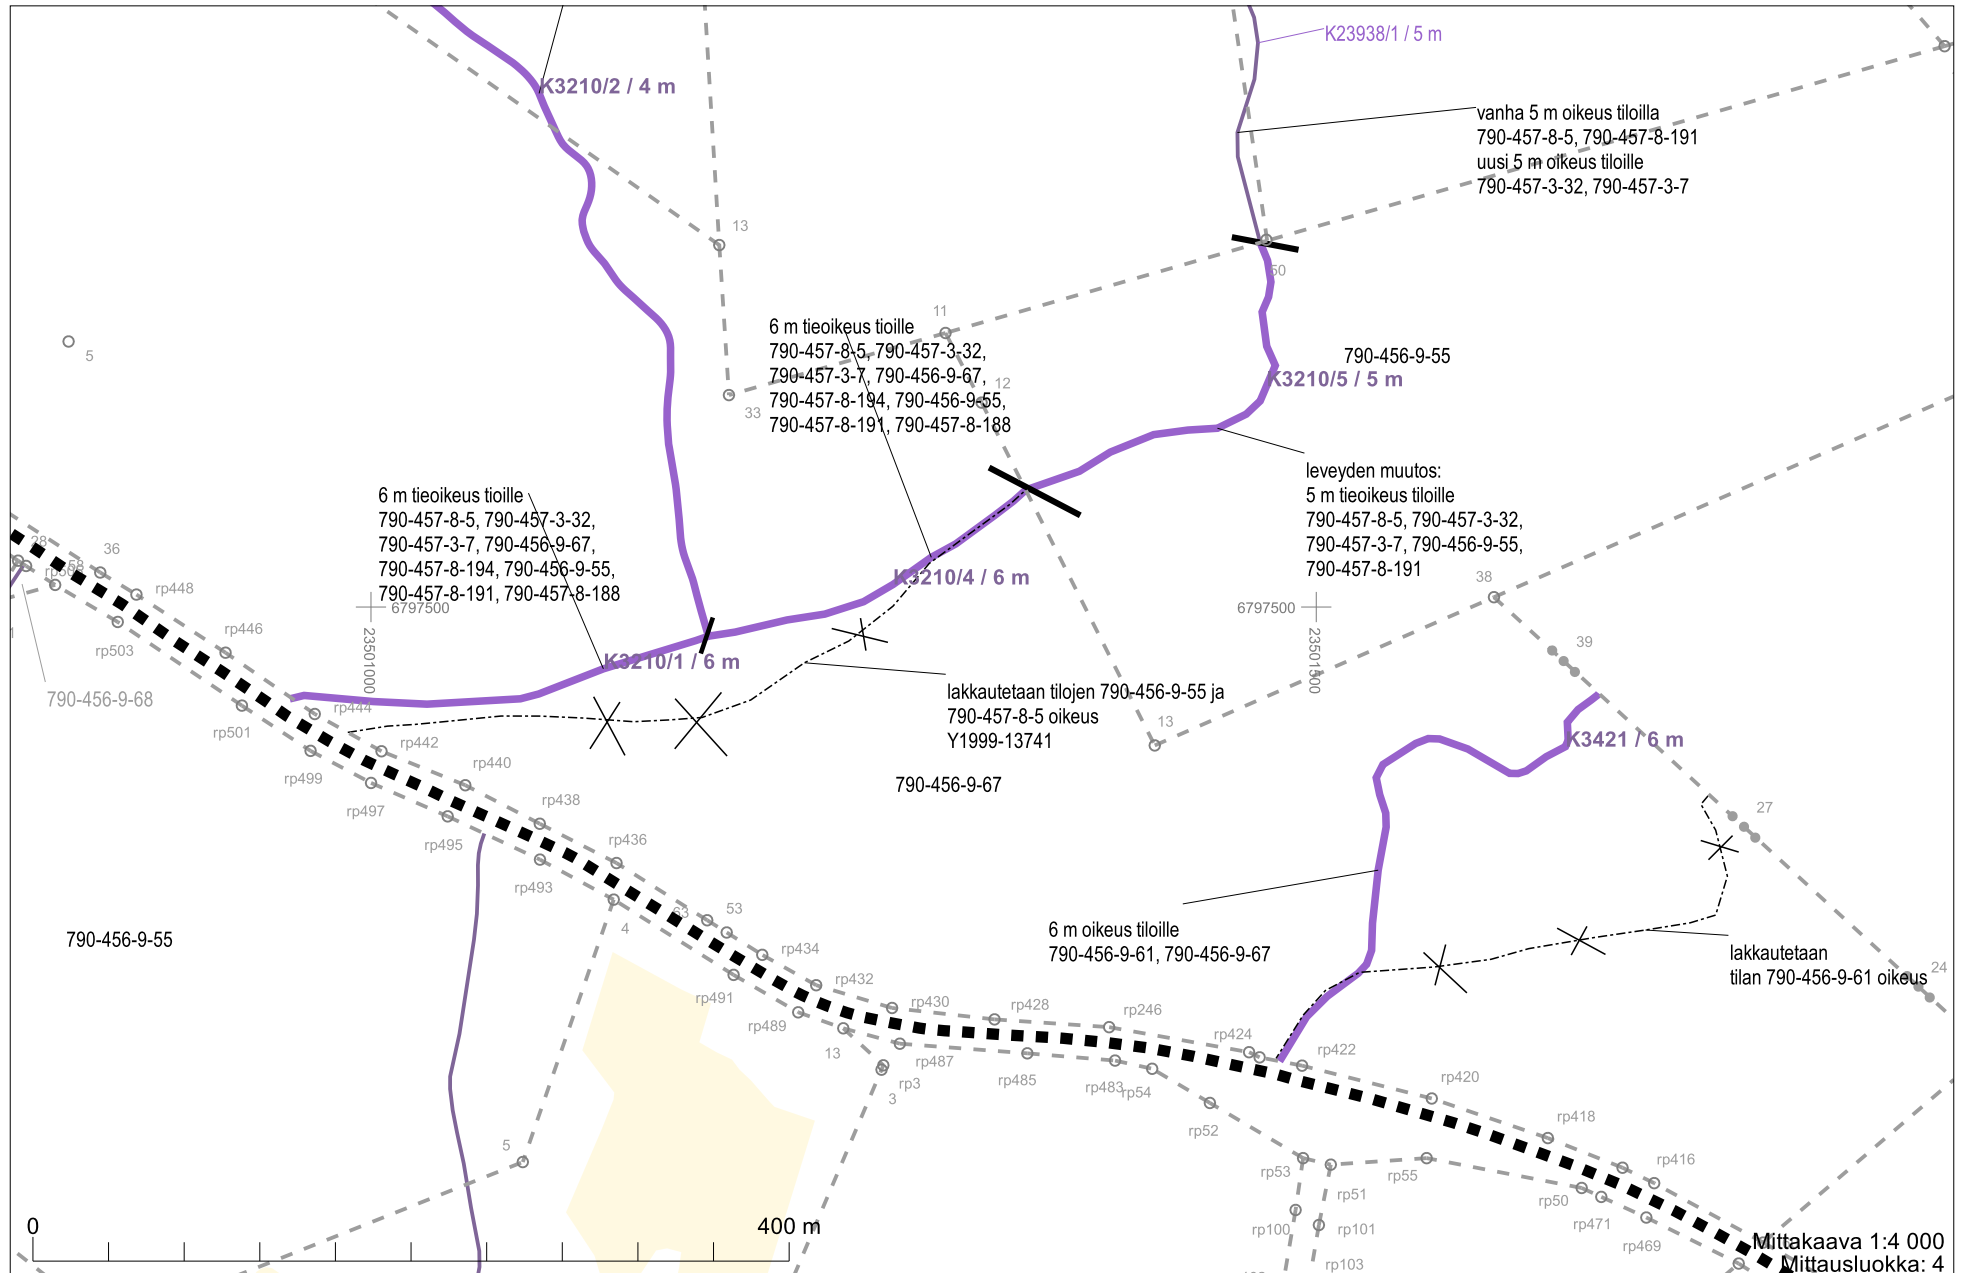 K3210/2 / 4 m
K23938/1 / 5 m
vanha 5 m oikeus tiloilla
790-457-8-5, 790-457-8-191
uusi 5 m oikeus tiloille
790-457-3-32, 790-457-3-7
13
50
5
33
11
12
6 m tieoikeus tioille
790-457-8-5, 790-457-3-32,
790-457-3-7, 790-456-9-67,
790-457-8-194, 790-456-9-55,
790-457-8-191, 790-457-8-188
790-456-9-55
K3210/5 / 5 m
leveyden muutos:
5 m tieoikeus tiloille
790-457-8-5, 790-457-3-32,
790-457-3-7, 790-456-9-55,
790-457-8-191
6 m tieoikeus tioille
790-457-8-5, 790-457-3-32,
790-457-3-7, 790-456-9-67,
790-457-8-194, 790-456-9-55,
790-457-8-191, 790-457-8-188
K3210/4 / 6 m
38
28
36
58
rp448
6797500
23501000
6797500
23501500
rp446
rp503
1
39
K3210/1 / 6 m
790-456-9-68
rp444
rp501
lakkautetaan tilojen 790-456-9-55 ja
790-457-8-5 oikeus
Y1999-13741
13
K3421 / 6 m
rp442
rp499
rp440
790-456-9-67
rp497
rp438
27
rp495
rp436
rp493
63
53
4
790-456-9-55
rp434
6 m oikeus tiloille
790-456-9-61, 790-456-9-67
lakkautetaan
tilan 790-456-9-61 oikeus
24
rp432
rp491
rp430
rp428
rp246
rp489
rp424
rp422
13
rp487
rp485
rp483
rp54
rp3
3
rp420
rp52
rp418
5
rp53
rp55
rp416
rp51
rp50
rp100
rp101
rp471
rp469
rp103
0
400 m
Mittakaava 1:4 000
Mittausluokka: 4